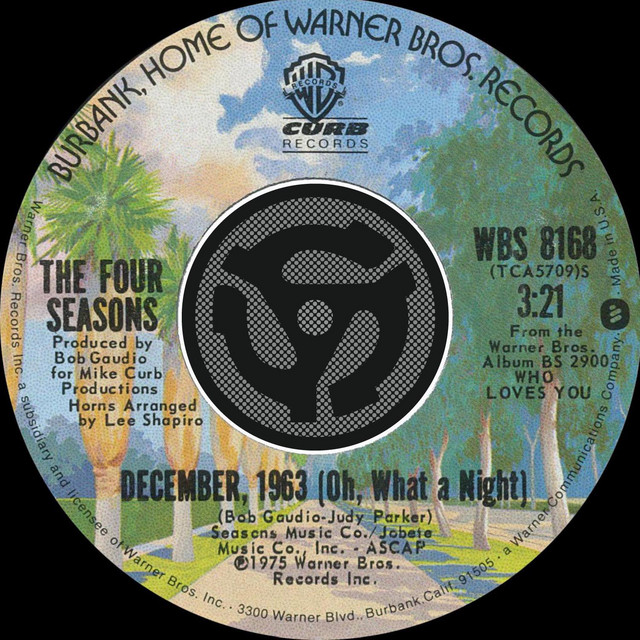 BURBANK, HOME OF WARNER BROS. RECORDS
W
RECORDS
CURB
RECORDS
THE FOUR
SEASONS
Produced by
Bob Gaudio
for Mike Curb
Productions
Horns Arranged
by Lee Shapiro
WBS 8168
(TCA5709)S
3:21
From the
Warner Bros.
Album BS 2900
WHO
LOVES YOU
DECEMBER, 1963 (Oh, What a Night)
(Bob Gaudio-Judy Parker)
Seasons Music Co./Jobete
Music Co., Inc. - ASCAP
℗1975 Warner Bros.
Records Inc.
Warner Bros. Records Inc. a subsidiary and licensee of Warner Bros. Inc. · 3300 Warner Blvd., Burbank, Calif. 91505 · a Warner Communications Company · Made in U.S.A.